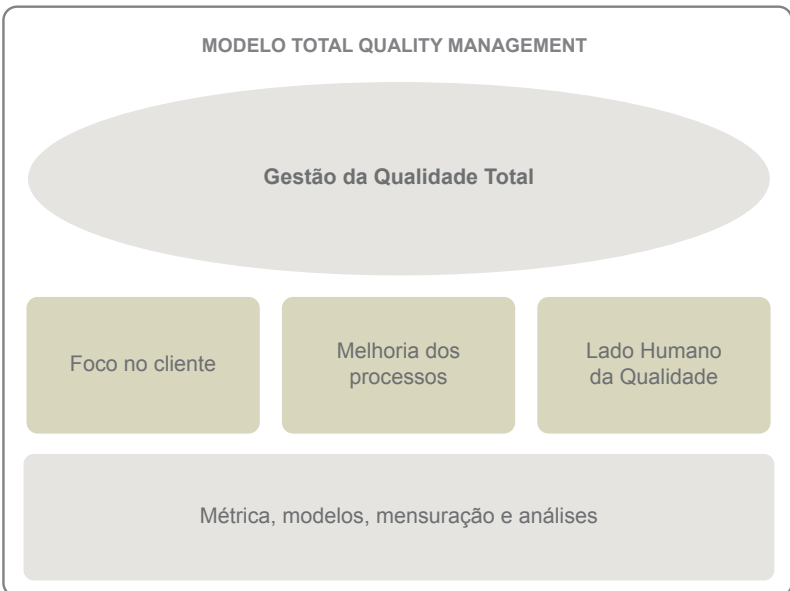 MODELO TOTAL QUALITY MANAGEMENT
Gestão da Qualidade Total
Foco no cliente
Melhoria dos
processos
Lado Humano
da Qualidade
Métrica, modelos, mensuração e análises